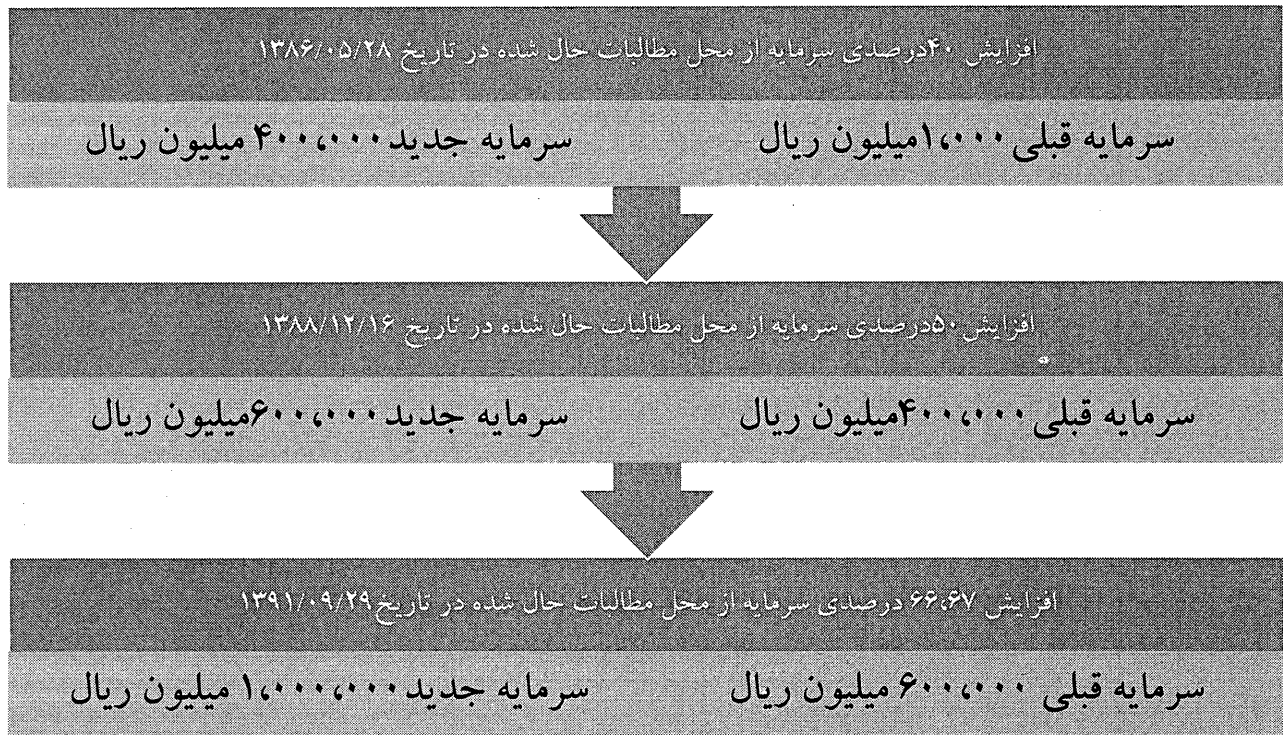 افزایش ۴۰درصدی سرمایه از محل مطالبات حال شده در تاریخ ۱۳۸۶/۰۵/۲۸
سرمایه قبلی ۱،۰۰۰میلیون ریال سرمایه جدید ۴۰۰،۰۰۰ میلیون ریال
افزایش ۵۰درصدی سرمایه از محل مطالبات حال شده در تاریخ ۱۳۸۸/۱۲/۱۶
سرمایه قبلی ۴۰۰،۰۰۰میلیون ریال سرمایه جدید ۶۰۰،۰۰۰میلیون ریال
افزایش ۶۶،۶۷ درصدی سرمایه از محل مطالبات حال شده در تاریخ۱۳۹۱/۰۹/۲۹
سرمایه قبلی ۶۰۰،۰۰۰ میلیون ریال سرمایه جدید ۱،۰۰۰،۰۰۰ میلیون ریال